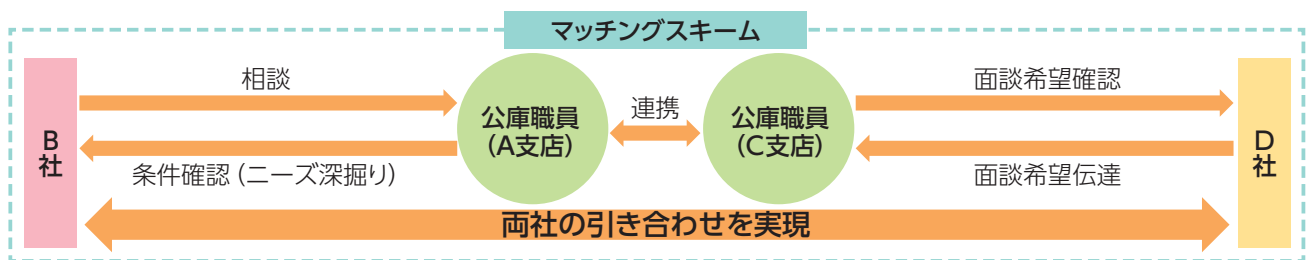 マッチングスキーム
相談
面談希望確認
B
社
公庫職員
(A支店)
連携
公庫職員
(C支店)
D
社
条件確認 (ニーズ深掘り)
面談希望伝達
両社の引き合わせを実現